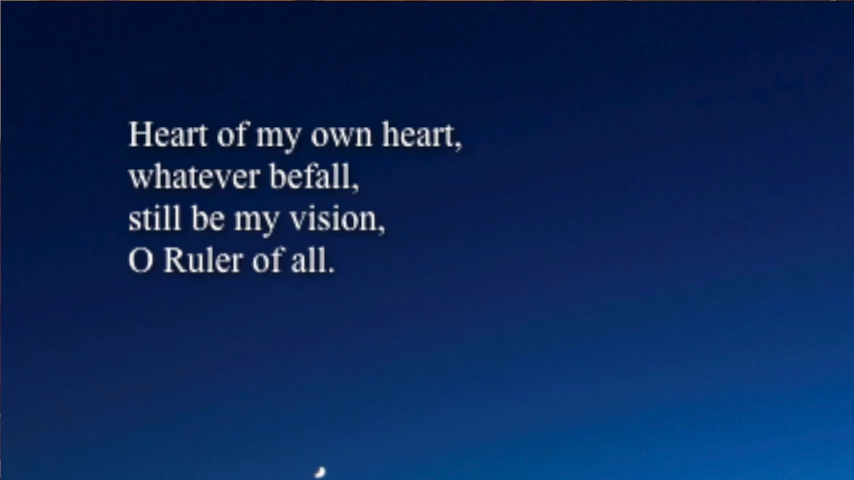 Heart of my own heart,
whatever befall,
still be my vision,
O Ruler of all.